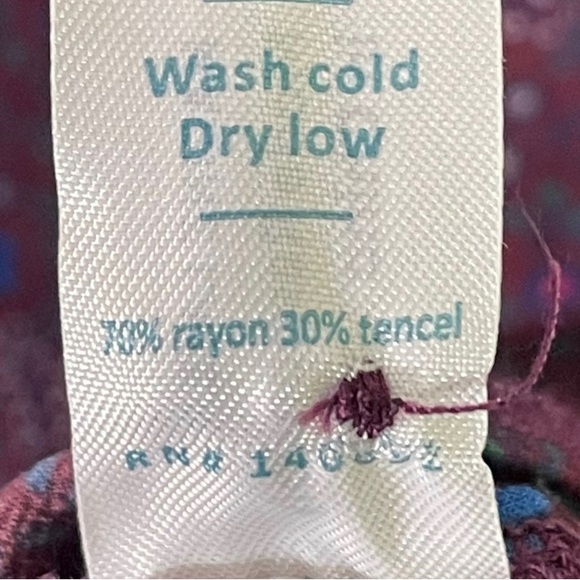 Wash cold
Dry low
70% rayon 30% tencel
RN#